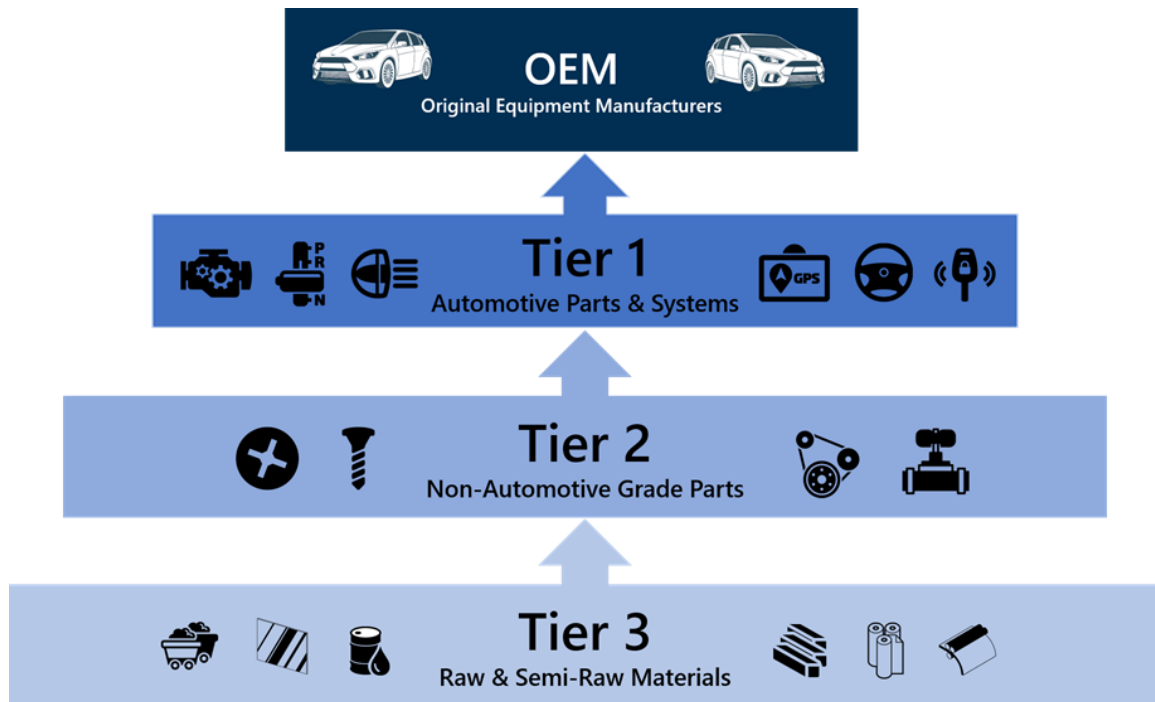 OEM
Original Equipment Manufacturers
P
R
N
Tier 1
Automotive Parts & Systems
GPS
Tier 2
Non-Automotive Grade Parts
Tier 3
Raw & Semi-Raw Materials